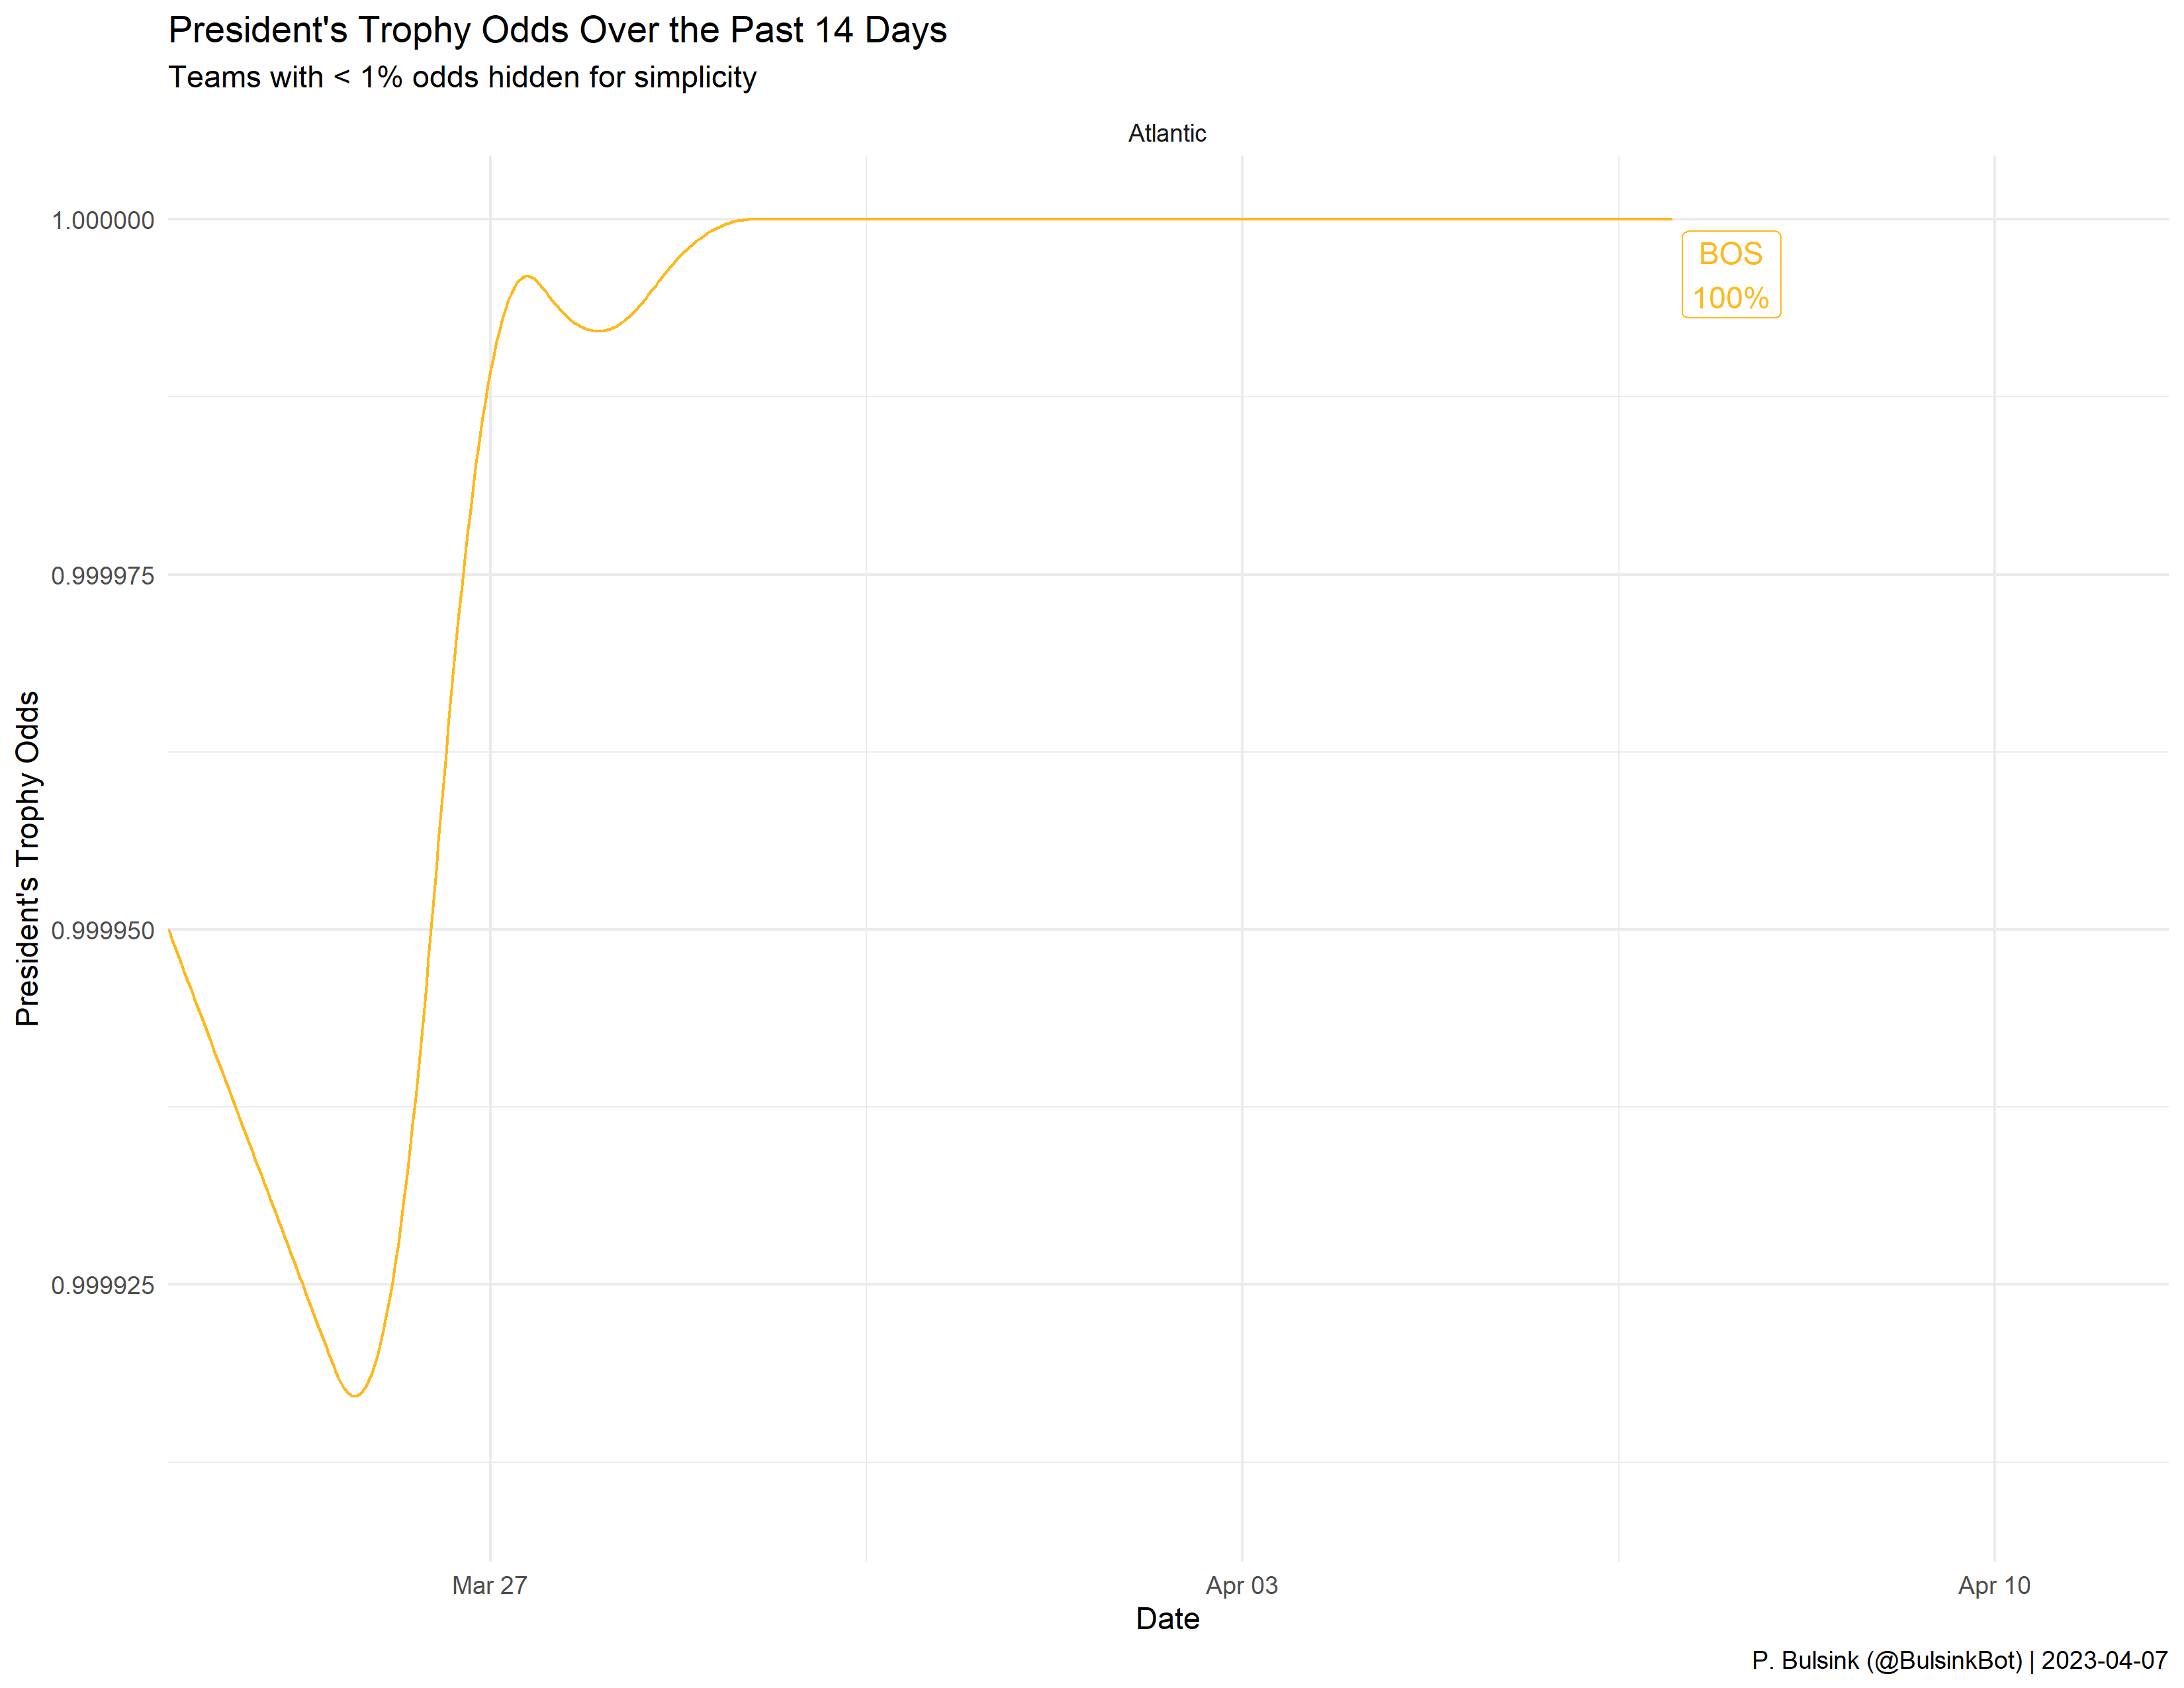 President's Trophy Odds Over the Past 14 Days
Teams with < 1% odds hidden for simplicity
Atlantic
1.000000
0.999975
0.999950
0.999925
President's Trophy Odds
BOS
100%
Mar 27
Apr 03
Apr 10
Date
P. Bulsink (@BulsinkBot) | 2023-04-07